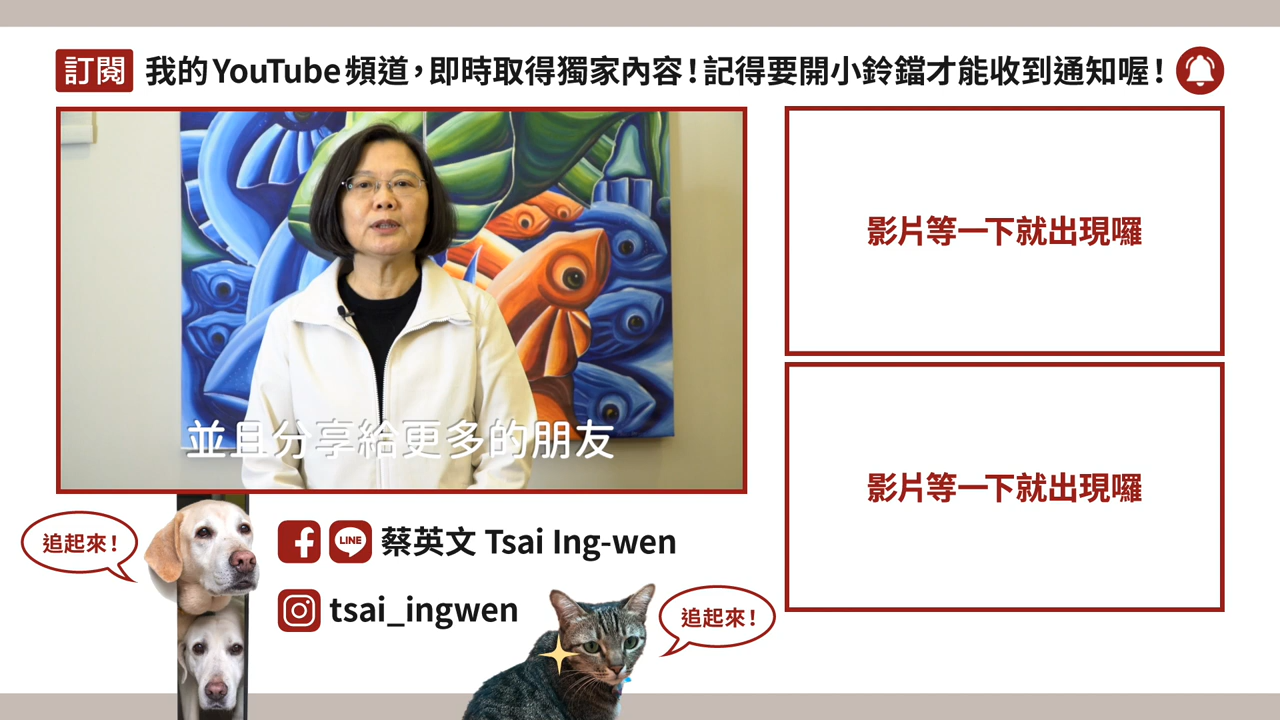 訂閱 我的YouTube頻道，即時取得獨家內容！記得要開小鈴鐺才能收到通知喔！
並且分享給更多的朋友
影片等一下就出現囉
影片等一下就出現囉
追起來！
LINE 蔡英文 Tsai Ing-wen
tsai_ingwen
追起來！